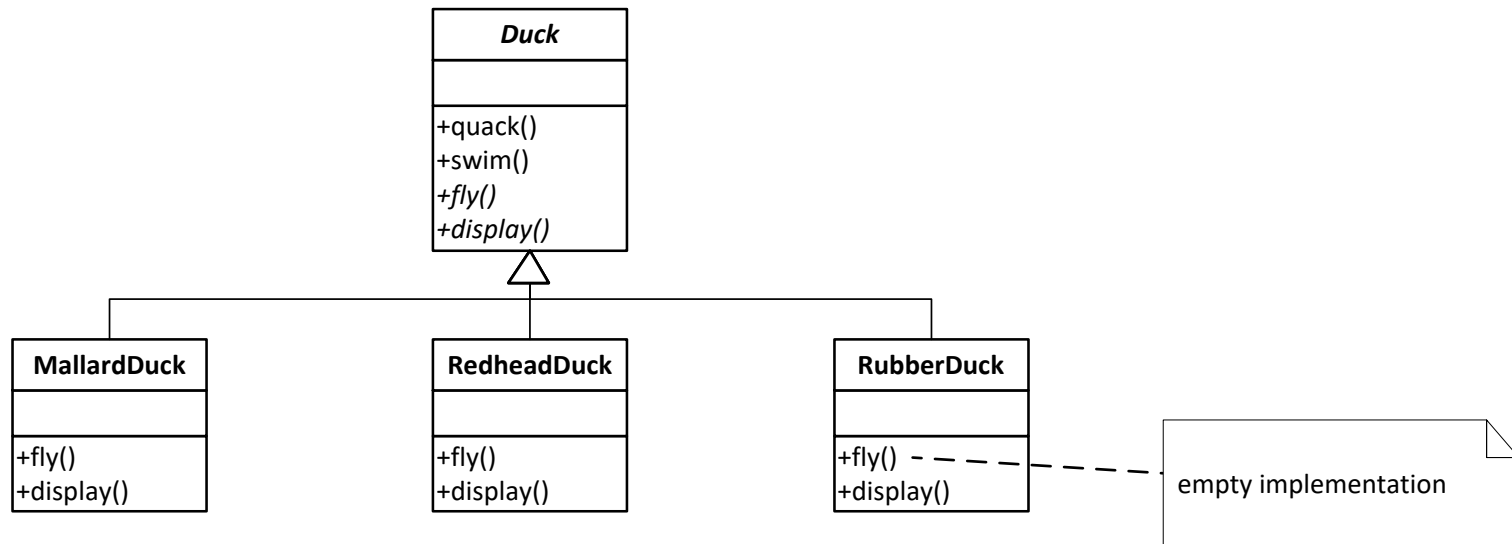 Duck
+quack()
+swim()
+fly()
+display()
MallardDuck
+fly()
+display()
RedheadDuck
+fly()
+display()
RubberDuck
+fly()
+display()
empty implementation